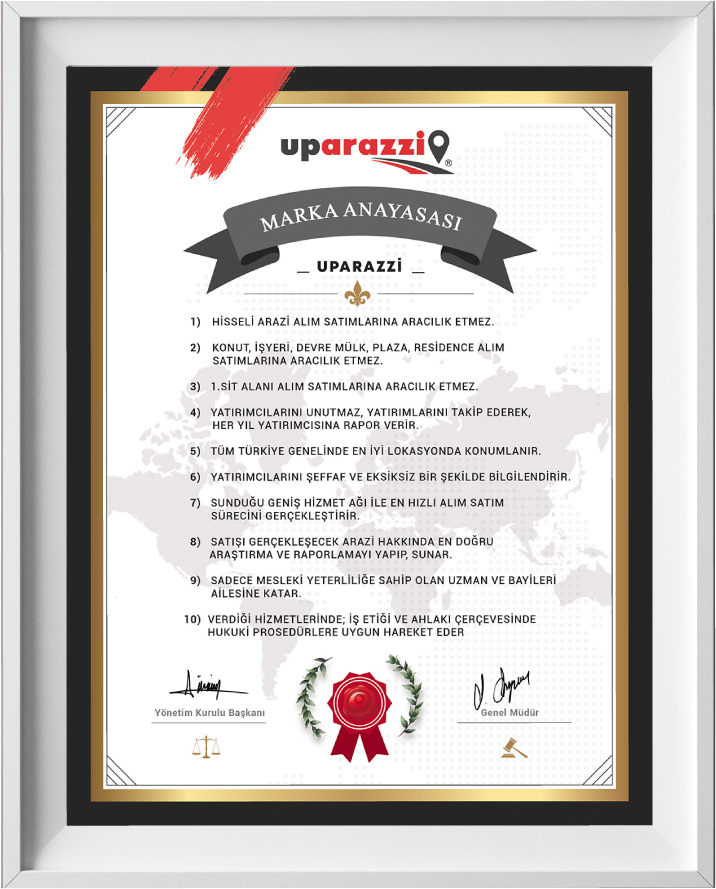 uparazzi®
MARKA ANAYASASI
_ UPARAZZİ _
1) HİSSELİ ARAZİ ALIM SATIMLARINA ARACILIK ETMEZ.
2) KONUT, İŞYERİ, DEVRE MÜLK, PLAZA, RESİDENCE ALIM
SATIMLARINA ARACILIK ETMEZ.
3) 1.SİT ALANI ALIM SATIMLARINA ARACILIK ETMEZ.
4) YATIRIMCILARINI UNUTMAZ, YATIRIMLARINI TAKİP EDEREK,
HER YIL YATIRIMCISINA RAPOR VERİR.
5) TÜM TÜRKİYE GENELİNDE EN İYİ LOKASYONDA KONUMLANIR.
6) YATIRIMCILARINI ŞEFFAF VE EKSİKSİZ BİR ŞEKİLDE BİLGİLENDİRİR.
7) SUNDUĞU GENİŞ HİZMET AĞI İLE EN HIZLI ALIM SATIM
SÜRECİNİ GERÇEKLEŞTİRİR.
8) SATIŞI GERÇEKLEŞECEK ARAZİ HAKKINDA EN DOĞRU
ARAŞTIRMA VE RAPORLAMAYI YAPIP, SUNAR.
9) SADECE MESLEKİ YETERLİLİĞE SAHİP OLAN UZMAN VE BAYİLERİ
AİLESİNE KATAR.
10) VERDİĞİ HİZMETLERİNDE; İŞ ETİĞİ VE AHLAKI ÇERÇEVESİNDE
HUKUKİ PROSEDÜRLERE UYGUN HAREKET EDER
Yönetim Kurulu Başkanı
Genel Müdür